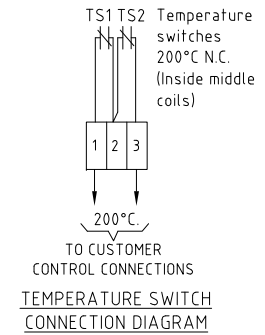 TS1 TS2 Temperature
switches
200°C N.C.
(Inside middle
coils)
1 2 3
200°C.
TO CUSTOMER
CONTROL CONNECTIONS
TEMPERATURE SWITCH
CONNECTION DIAGRAM